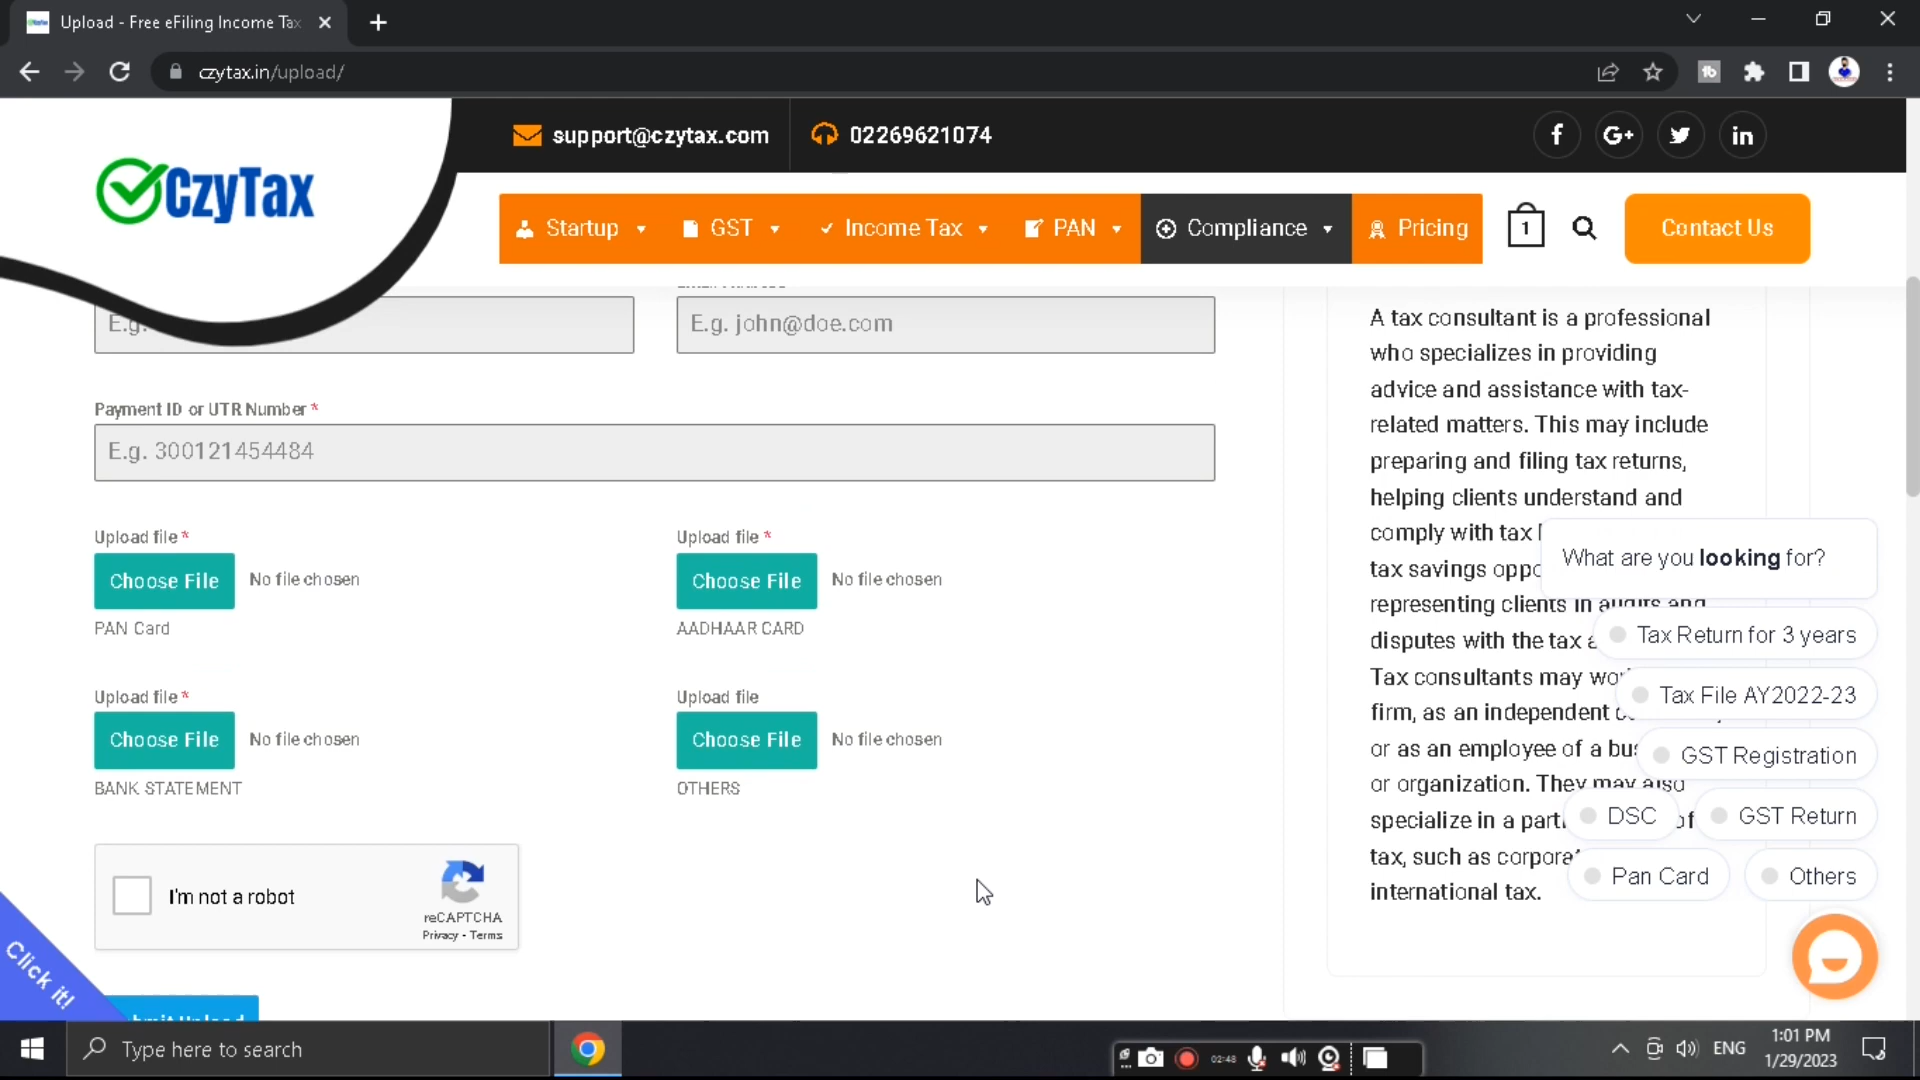 Upload - Free eFiling Income Tax
czytax.in/upload/
support@czytax.com
02269621074
CzyTax
Startup
GST
Income Tax
PAN
Compliance
Pricing
1
Contact Us
E.g.
E.g. john@doe.com
Payment ID or UTR Number *
E.g. 300121454484
Upload file *
Choose File No file chosen
PAN Card
Upload file *
Choose File No file chosen
AADHAAR CARD
Upload file *
Choose File No file chosen
BANK STATEMENT
Upload file
Choose File No file chosen
OTHERS
I'm not a robot
reCAPTCHA
Privacy - Terms
Click it!
A tax consultant is a professional
who specializes in providing
advice and assistance with tax-
related matters. This may include
preparing and filing tax returns,
helping clients understand and
comply with tax
tax savings
representing clients in audits and
disputes with the tax
Tax consultants may
firm, as an independent
or as an employee of a
or organization. They may also
specialize in a
tax, such as
international tax.
What are you looking for?
Tax Return for 3 years
Tax File AY2022-23
GST Registration
DSC
GST Return
Pan Card
Others
Type here to search
02:48
ENG
1:01 PM
1/29/2023